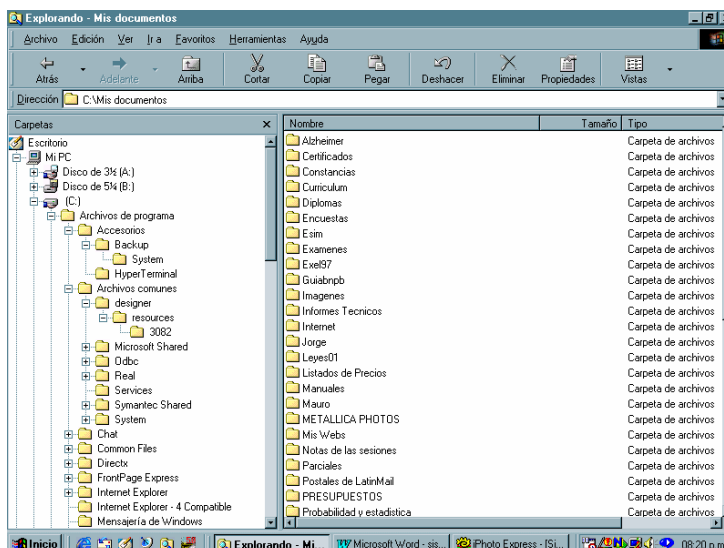 Explorando - Mis documentos
Archivo Edición Ver Ir a Favoritos Herramientas Ayuda
Atrás Adelante Arriba Cortar Copiar Pegar Deshacer Eliminar Propiedades Vistas
Dirección C:\Mis documentos
Carpetas
Escritorio
Mi PC
Disco de 3½ (A:)
Disco de 5¼ (B:)
(C:)
Archivos de programa
Accesorios
Backup
System
HyperTerminal
Archivos comunes
designer
resources
3082
Microsoft Shared
Odbc
Real
Services
Symantec Shared
System
Chat
Common Files
Directx
FrontPage Express
Internet Explorer
Internet Explorer - 4 Compatible
Mensajería de Windows
Nombre Tamaño Tipo
Alzheimer Carpeta de archivos
Certificados Carpeta de archivos
Constancias Carpeta de archivos
Curriculum Carpeta de archivos
Diplomas Carpeta de archivos
Encuestas Carpeta de archivos
Esim Carpeta de archivos
Examenes Carpeta de archivos
Exel97 Carpeta de archivos
Guiabnpb Carpeta de archivos
Imagenes Carpeta de archivos
Informes Tecnicos Carpeta de archivos
Internet Carpeta de archivos
Jorge Carpeta de archivos
Leyes01 Carpeta de archivos
Listados de Precios Carpeta de archivos
Manuales Carpeta de archivos
Mauro Carpeta de archivos
METALLICA PHOTOS Carpeta de archivos
Mis Webs Carpeta de archivos
Notas de las sesiones Carpeta de archivos
Parciales Carpeta de archivos
Postales de LatinMail Carpeta de archivos
PRESUPUESTOS Carpeta de archivos
Probabilidad y estadistica Carpeta de archivos
Inicio Explorando - Mi... Microsoft Word - sis... iPhoto Express - [Si... 08:20 p.m.